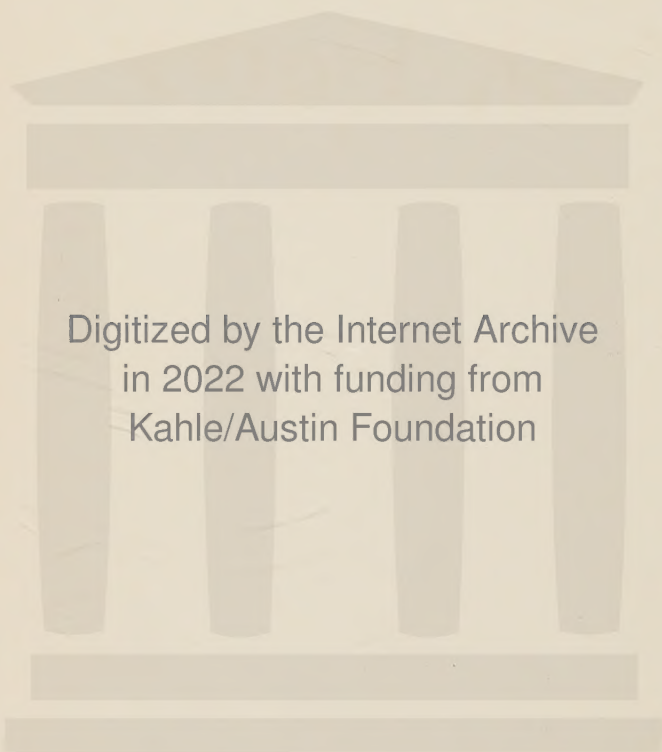 Digitized by the Internet Archive
in 2022 with funding from
Kahle/Austin Foundation